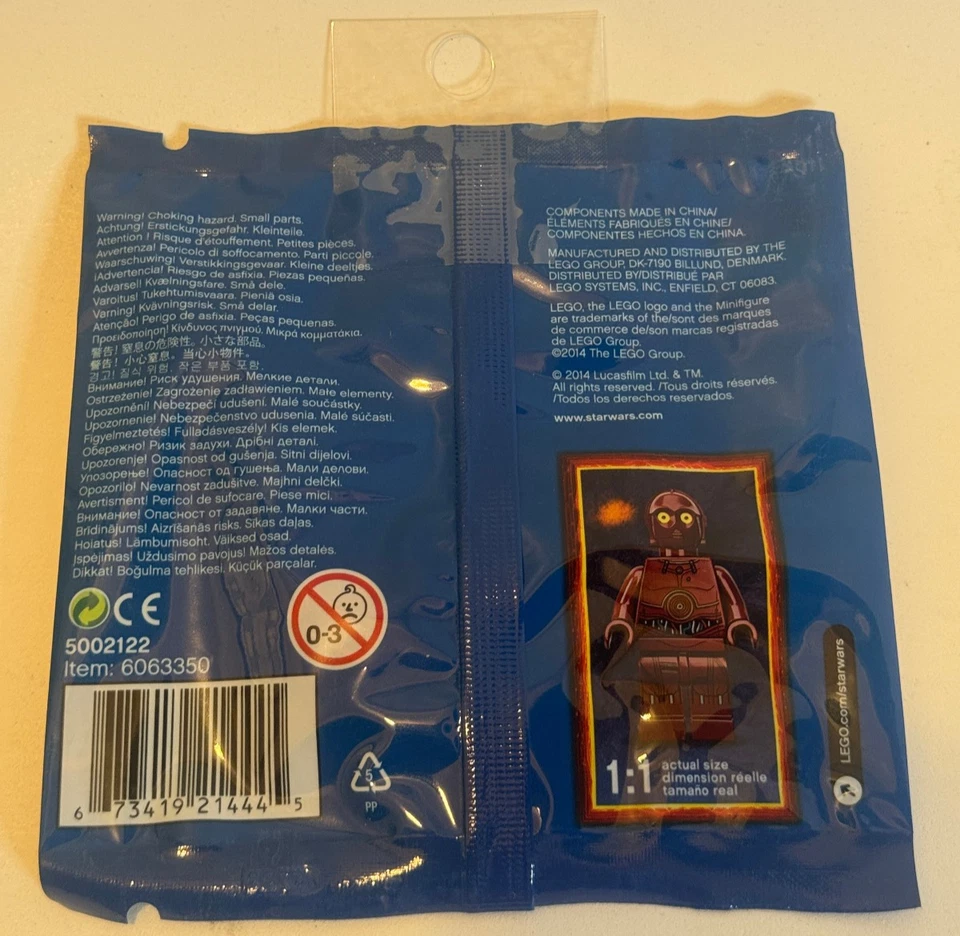 Warning! Choking hazard. Small parts.
Achtung! Erstickungsgefahr. Kleinteile.
Attention ! Risque d'étouffement. Petites pièces.
Avvertenza! Pericolo di soffocamento. Parti piccole.
Waarschuwing! Verstikkingsgevaar. Kleine deeltjes.
¡Advertencia! Riesgo de asfixia. Piezas pequeñas.
Advarsel! Kvælningsfare. Små dele.
Varoitus! Tukehtumisvaara. Pieniä osia.
Varning! Kvävningsrisk. Små delar.
Atenção! Perigo de asfixia. Peças pequenas.
Προειδοποίηση! Κίνδυνος πνιγμού. Μικρά κομματάκια.
警告! 窒息の危険性。小さな部品。
警告! 小心窒息。当心小物件。
경고! 질식 위험. 작은 부품 포함.
Внимание! Риск удушения. Мелкие детали.
Ostrzeżenie! Zagrożenie zadławieniem. Małe elementy.
Upozornění! Nebezpečí udušení. Malé součástky.
Upozornenie! Nebezpečenstvo udusenia. Malé súčasti.
Figyelmeztetés! Fulladásveszély! Kis elemek.
Обережно! Ризик задухи. Дрібні деталі.
Upozorenje! Opasnost od gušenja. Sitni dijelovi.
упозорење! Опасност од гушења. Мали делови.
Opozorilo! Nevarnost zadušitve. Majhni delčki.
Avertisment! Pericol de sufocare. Piese mici.
Внимание! Опасност от задавяне. Малки части.
Brīdinājums! Aizrīšanās risks. Sīkas daļas.
Hoiatus! Lämbumisoht. Väiksed osad.
Įspėjimas! Uždusimo pavojus! Mažos detalės.
Dikkat! Boğulma tehlikesi. Küçük parçalar.
CE
0-3
5002122
Item: 6063350
6 73419 21444 5
5
PP
COMPONENTS MADE IN CHINA/
ÉLÉMENTS FABRIQUÉS EN CHINE/
COMPONENTES HECHOS EN CHINA.
MANUFACTURED AND DISTRIBUTED BY THE
LEGO GROUP, DK-7190 BILLUND, DENMARK.
DISTRIBUTED BY/DISTRIBUÉ PAR
LEGO SYSTEMS, INC., ENFIELD, CT 06083.
LEGO, the LEGO logo and the Minifigure
are trademarks of the/sont des marques
de commerce de/son marcas registradas
de LEGO Group.
©2014 The LEGO Group.
© 2014 Lucasfilm Ltd. & TM.
All rights reserved. /Tous droits réservés.
/Todos los derechos reservados.
www.starwars.com
1:1 actual size
dimension réelle
tamaño real
LEGO.com/starwars